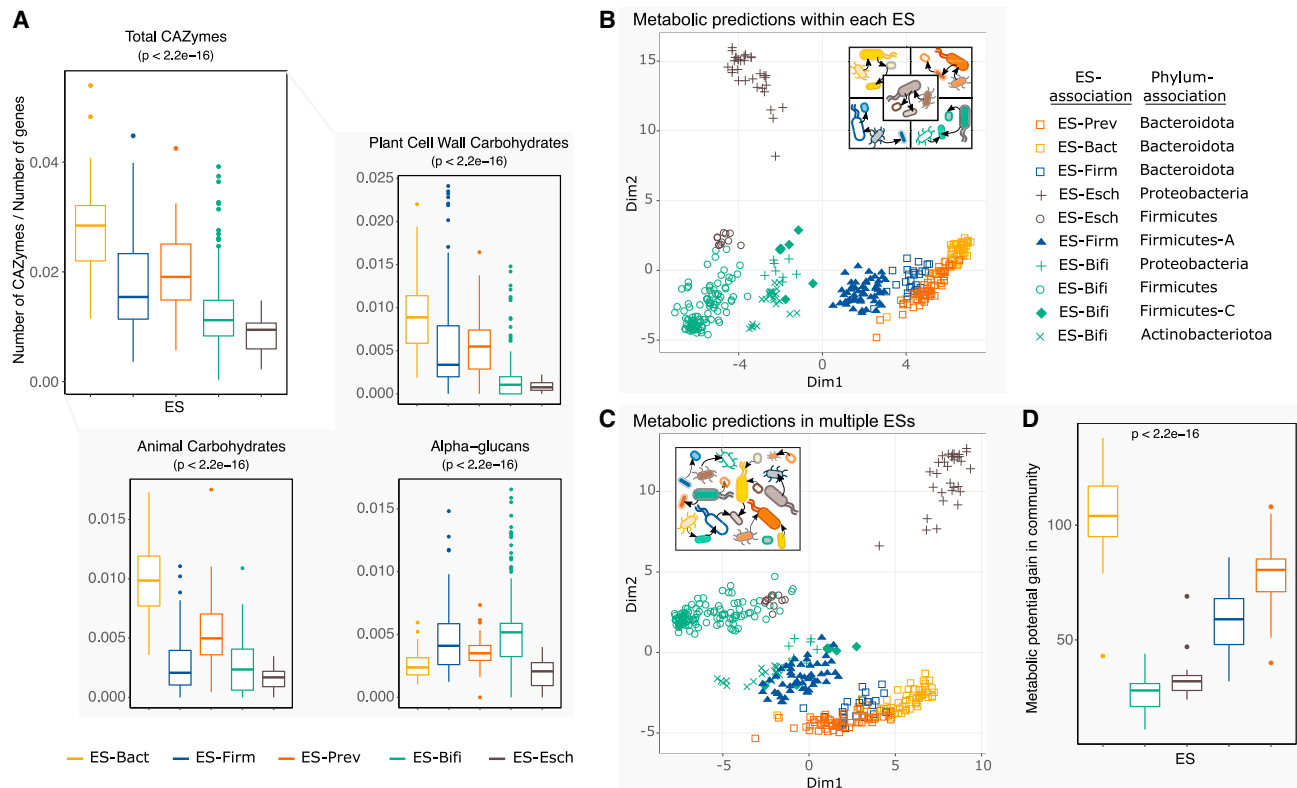 A
Total CAZymes
(p < 2.2e-16)
Number of CAZymes / Number of genes
0.04
0.02
0.00
ES
Plant Cell Wall Carbohydrates
(p < 2.2e-16)
0.025
0.020
0.015
0.010
0.005
0.000
Animal Carbohydrates
(p < 2.2e-16)
0.015
0.010
0.005
0.000
Alpha-glucans
(p < 2.2e-16)
0.015
0.010
0.005
0.000
ES-Bact ES-Firm ES-Prev ES-Bifi ES-Esch
B Metabolic predictions within each ES
Dim2
15
10
5
0
-5
-4 0 4
Dim1
ES-association Phylum-association
ES-Prev Bacteroidota
ES-Bact Bacteroidota
ES-Firm Bacteroidota
ES-Esch Proteobacteria
ES-Esch Firmicutes
ES-Firm Firmicutes-A
ES-Bifi Proteobacteria
ES-Bifi Firmicutes
ES-Bifi Firmicutes-C
ES-Bifi Actinobacteriotoa
C Metabolic predictions in multiple ESs
Dim2
10
5
0
-5
-5 0 5 10
Dim1
D
p < 2.2e-16
Metabolic potential gain in community
100
50
ES